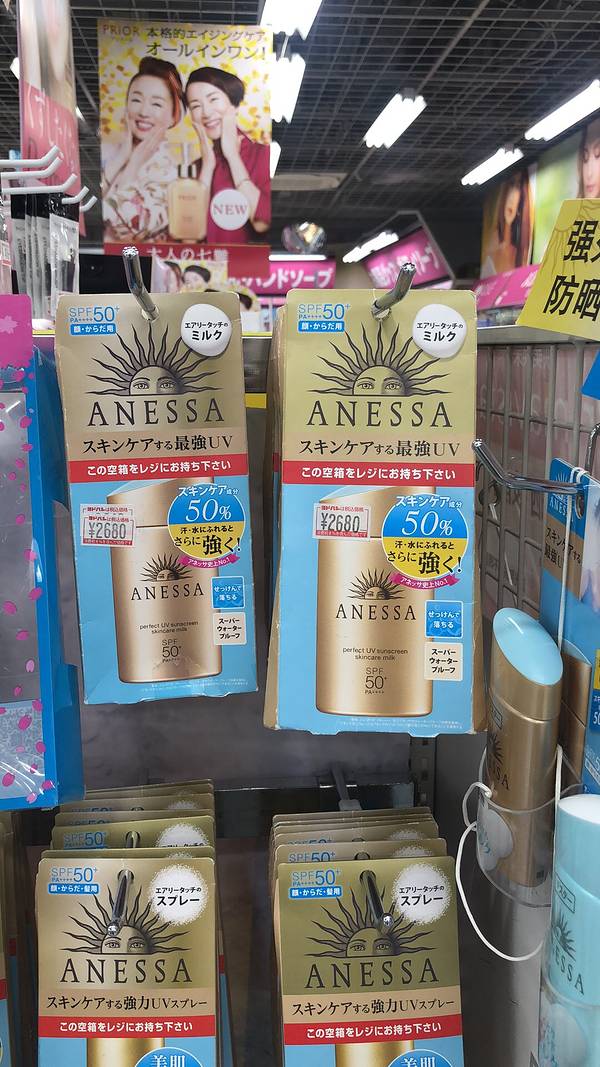 PRIOR 本格的エイジングケア
オールインワン!
PRIOR
NEW
大人の七難
ハンドソープ
强
防晒
SPF50+
PA++++
顔・からだ用
エアリータッチの
ミルク
ANESSA
スキンケアする最強UV
この空箱をレジにお持ち下さい
¥2680
スキンケア成分
50%
汗・水にふれると
さらに強く!
アネッサ史上No.1
ANESSA
せっけんで
落ちる
perfect UV sunscreen
skincare milk
SPF
50+
PA++++
スーパー
ウォーター
プルーフ
SPF50+
PA++++
顔・からだ用
エアリータッチの
ミルク
ANESSA
スキンケアする最強UV
この空箱をレジにお持ち下さい
¥2680
スキンケア成分
50%
汗・水にふれると
さらに強く!
アネッサ史上No.1
ANESSA
せっけんで
落ちる
perfect UV sunscreen
skincare milk
SPF
50+
PA++++
スーパー
ウォーター
プルーフ
SPF50+
PA++++
顔・からだ・髪用
エアリータッチの
スプレー
ANESSA
スキンケアする強力UVスプレー
この空箱をレジにお持ち下さい
美肌
SPF50+
PA++++
顔・からだ・髪用
エアリータッチの
スプレー
ANESSA
スキンケアする強力UVスプレー
この空箱をレジにお持ち下さい
美肌